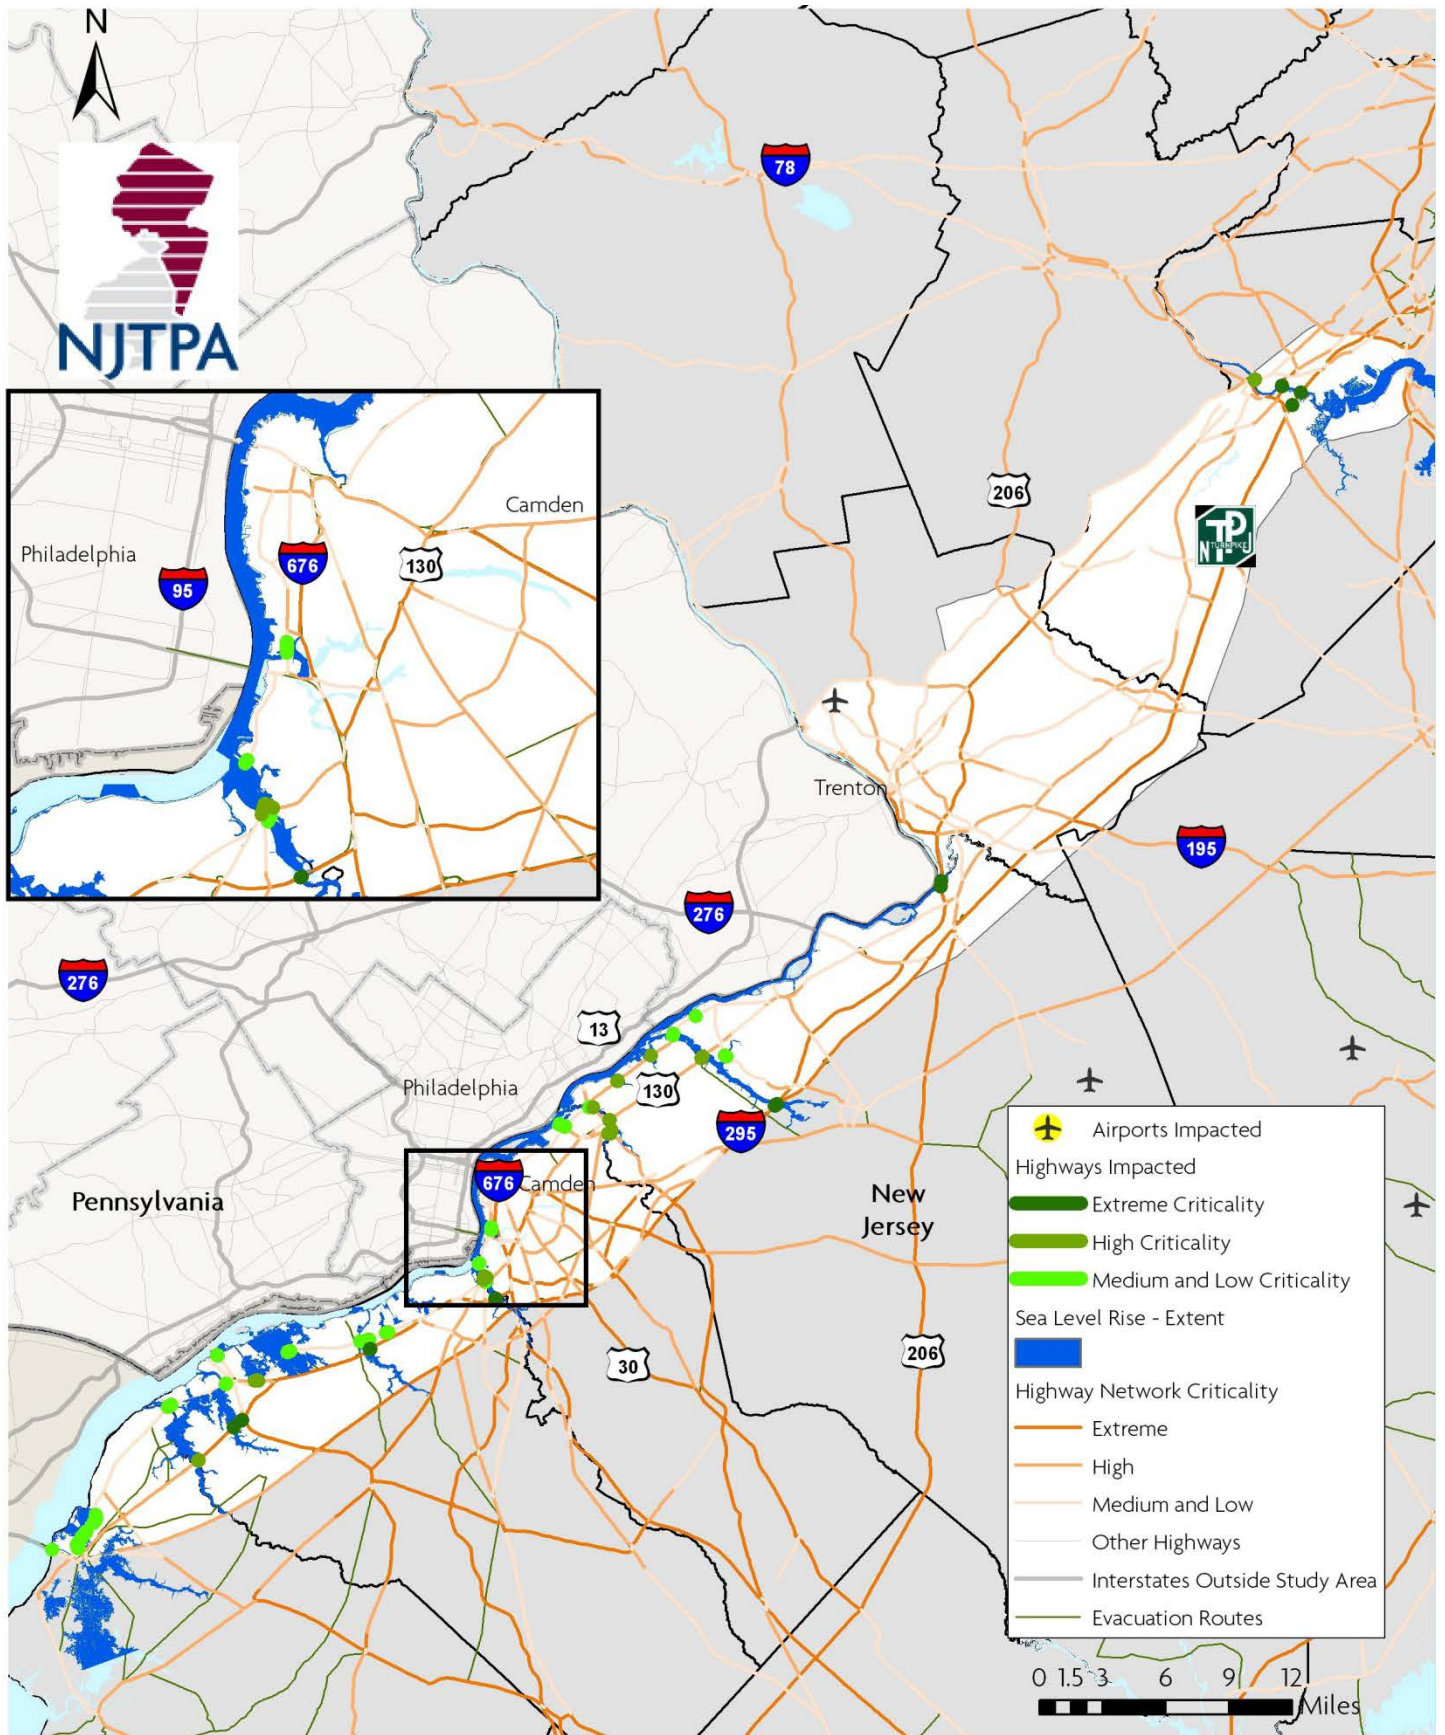 N
NJTPA
78
206
TP
N TURNPIKE J
Philadelphia
95
676
130
Camden
Trenton
195
276
276
13
130
Philadelphia
295
676
Camden
Pennsylvania
New
Jersey
30
206
Airports Impacted
Highways Impacted
Extreme Criticality
High Criticality
Medium and Low Criticality
Sea Level Rise - Extent
Highway Network Criticality
Extreme
High
Medium and Low
Other Highways
Interstates Outside Study Area
Evacuation Routes
0 1.5 3 6 9 12
Miles